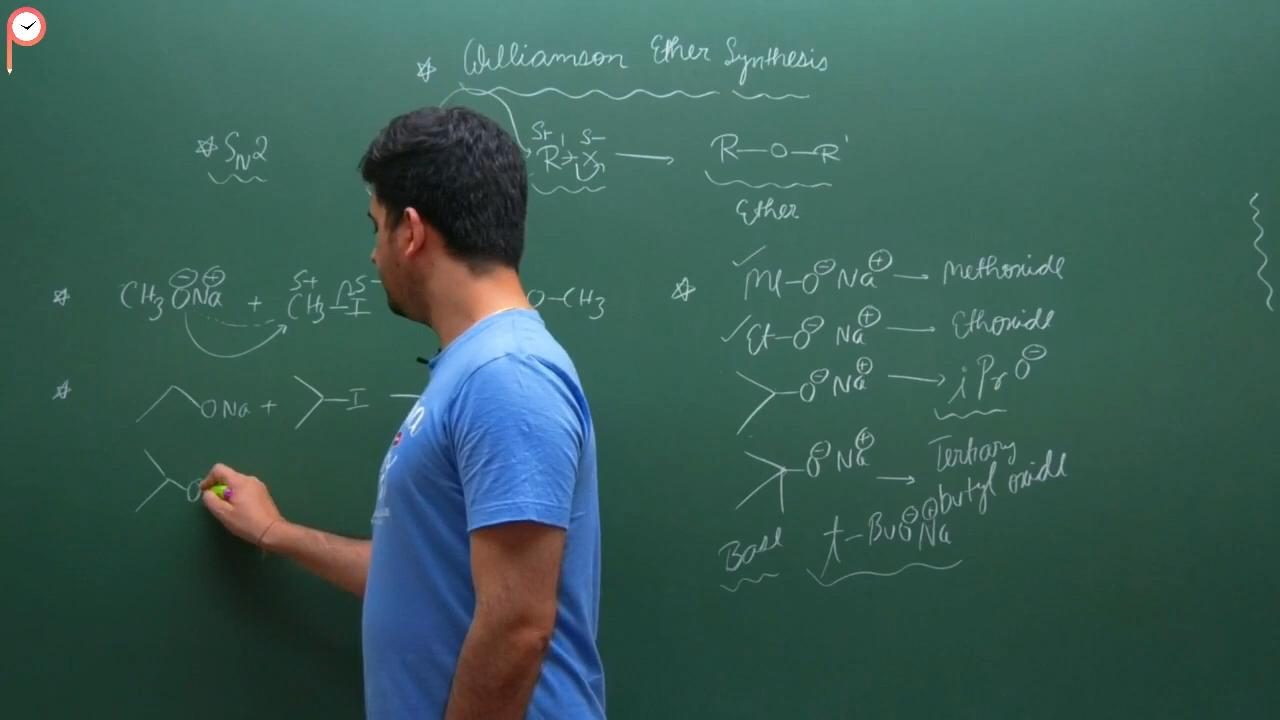 ☆ Williamson Ether Synthesis
☆ SN2
δ+ δ-
R' → X ⟶ R—O—R'
Ether
☆ CH3 O⊖ Na⊕ + δ+ CH3—I δ- O—CH3
☆ ONa + I
O
☆ ✓ Me—O⊖ Na⊕ → methoxide
✓ Et—O⊖ Na⊕ → Ethoxide
O⊖ Na⊕ → iPrO⊖
O⊖ Na⊕ → Tertiary
butyl oxide
Base t-BuO⊖ Na⊕